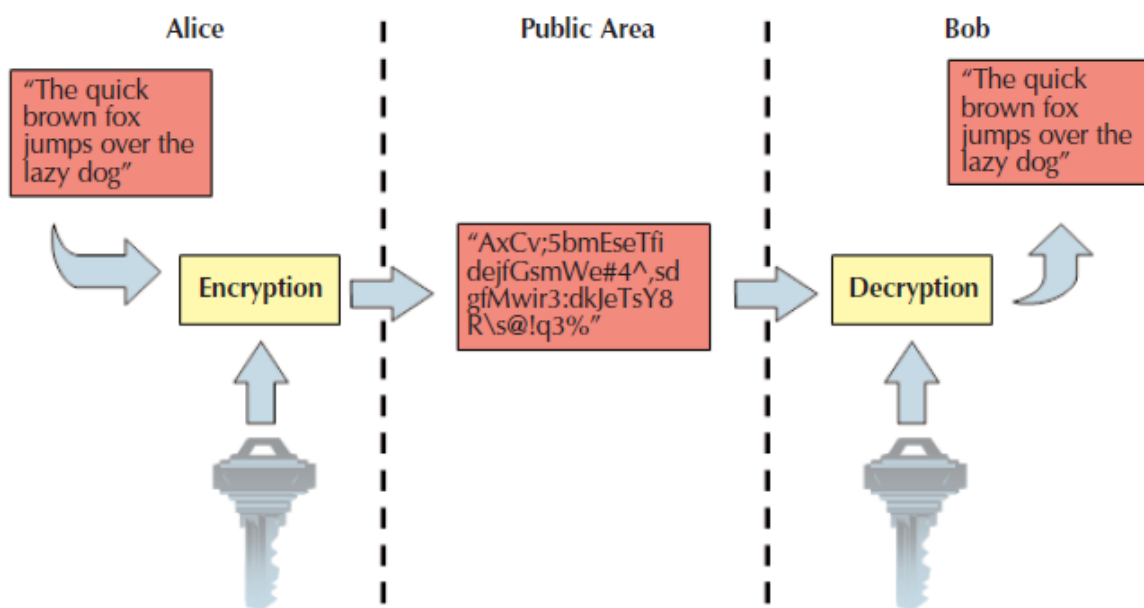 Alice
Public Area
Bob
“The quick
brown fox
jumps over the
lazy dog”
“The quick
brown fox
jumps over the
lazy dog”
“AxCv;5bmEseTfi
dejfGsmWe#4^,sd
gfMwir3:dkJeTsY8
R\s@!q3%”
Encryption
Decryption